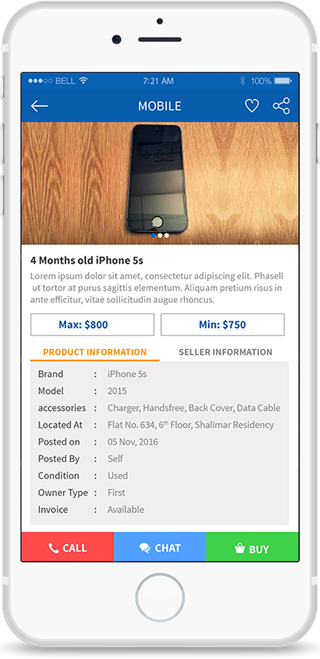 BELL 7:21 AM 100%
MOBILE
4 Months old iPhone 5s
Lorem ipsum dolor sit amet, consectetur adipiscing elit. Phasell
ut tortor at purus sagittis elementum. Aliquam pretium risus in
ante efficitur, vitae sollicitudin augue rhoncus.
Max: $800 Min: $750
PRODUCT INFORMATION SELLER INFORMATION
Brand : iPhone 5s
Model : 2015
accessories : Charger, Handsfree, Back Cover, Data Cable
Located At : Flat No. 634, 6th Floor, Shalimar Residency
Posted on : 05 Nov, 2016
Posted By : Self
Condition : Used
Owner Type : First
Invoice : Available
CALL CHAT BUY